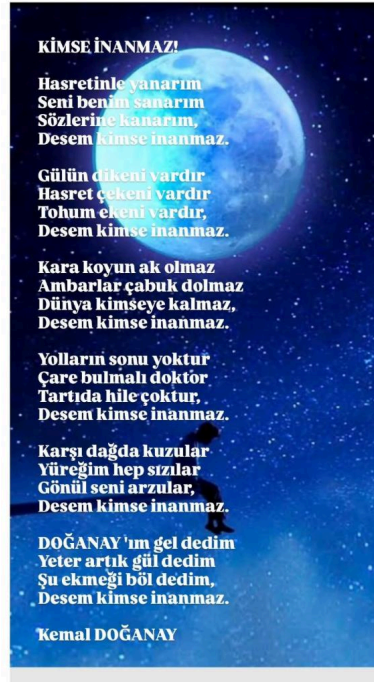 KİMSE İNANMAZ!
Hasretinle yanarım
Seni benim sanarım
Sözlerine kanarım,
Desem kimse inanmaz.
Gülün dikeni vardır
Hasret çekeni vardır
Tohum ekeni vardır,
Desem kimse inanmaz.
Kara koyun ak olmaz
Ambarlar çabuk dolmaz
Dünya kimseye kalmaz,
Desem kimse inanmaz.
Yolların sonu yoktur
Çare bulmalı doktor
Tartıda hile çoktur,
Desem kimse inanmaz.
Karşı dağda kuzular
Yüreğim hep sızılar
Gönül seni arzular,
Desem kimse inanmaz.
DOĞANAY 'ım gel dedim
Yeter artık gül dedim
Şu ekmeği böl dedim,
Desem kimse inanmaz.
Kemal DOĞANAY